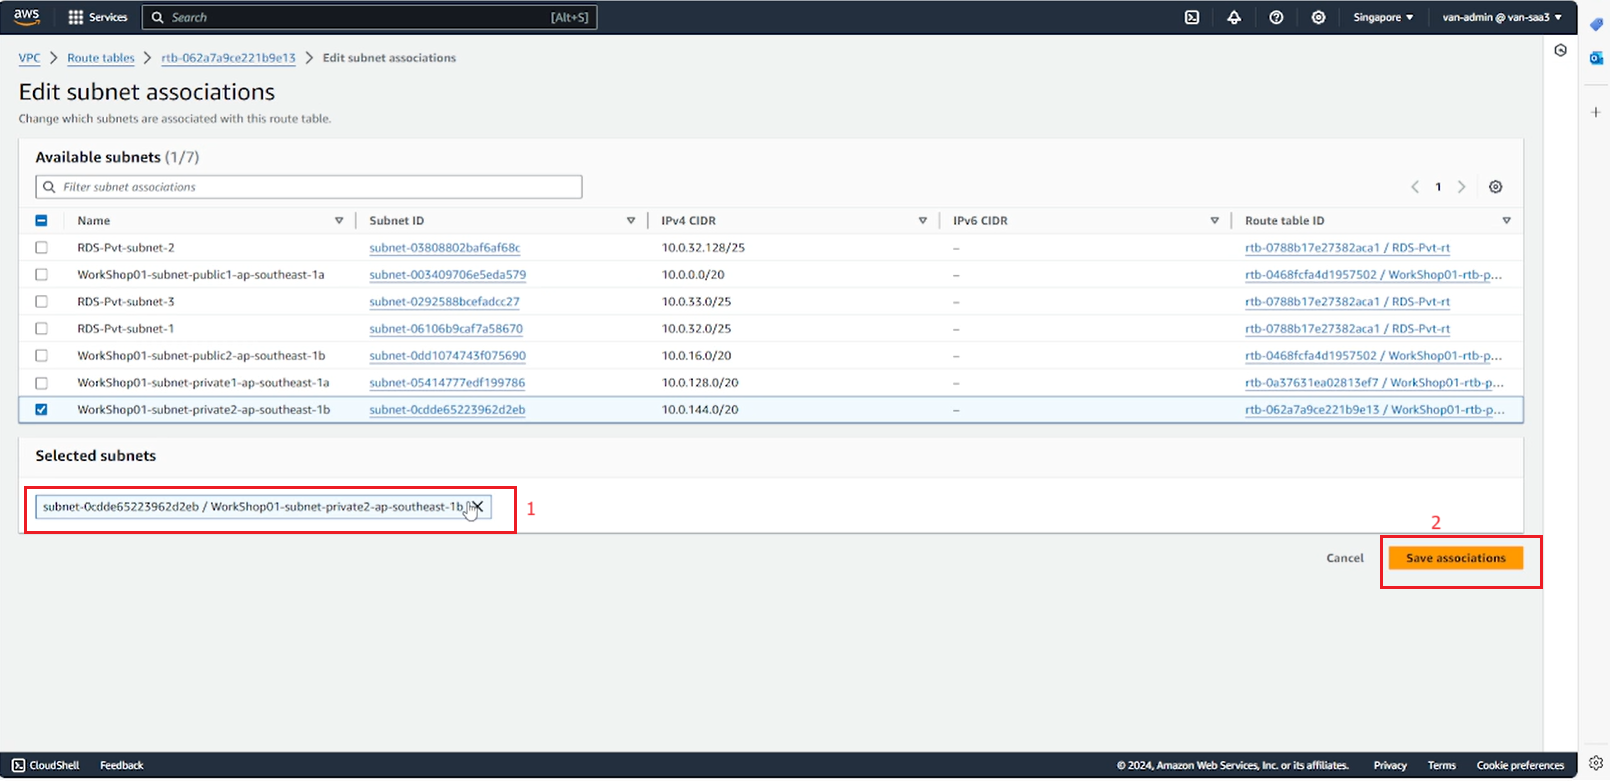 aws Services Search [Alt+S] Singapore van-admin @ van-saa3
VPC Route tables rtb-062a7a9ce221b9e13 Edit subnet associations
Edit subnet associations
Change which subnets are associated with this route table.
Available subnets (1/7)
Filter subnet associations 1
Name Subnet ID IPv4 CIDR IPv6 CIDR Route table ID
RDS-Pvt-subnet-2 subnet-03808802baf6af68c 10.0.32.128/25 – rtb-0788b17e27382aca1 / RDS-Pvt-rt
WorkShop01-subnet-public1-ap-southeast-1a subnet-003409706e5eda579 10.0.0.0/20 – rtb-0468fcfa4d1957502 / WorkShop01-rtb-p...
RDS-Pvt-subnet-3 subnet-0292588bcefadcc27 10.0.33.0/25 – rtb-0788b17e27382aca1 / RDS-Pvt-rt
RDS-Pvt-subnet-1 subnet-06106b9caf7a58670 10.0.32.0/25 – rtb-0788b17e27382aca1 / RDS-Pvt-rt
WorkShop01-subnet-public2-ap-southeast-1b subnet-0dd1074743f075690 10.0.16.0/20 – rtb-0468fcfa4d1957502 / WorkShop01-rtb-p...
WorkShop01-subnet-private1-ap-southeast-1a subnet-05414777edf199786 10.0.128.0/20 – rtb-0a37631ea02813ef7 / WorkShop01-rtb-p...
WorkShop01-subnet-private2-ap-southeast-1b subnet-0cdde65223962d2eb 10.0.144.0/20 – rtb-062a7a9ce221b9e13 / WorkShop01-rtb-p...
Selected subnets
subnet-0cdde65223962d2eb / WorkShop01-subnet-private2-ap-southeast-1b 1
2
Cancel Save associations
CloudShell Feedback © 2024, Amazon Web Services, Inc. or its affiliates. Privacy Terms Cookie preferences